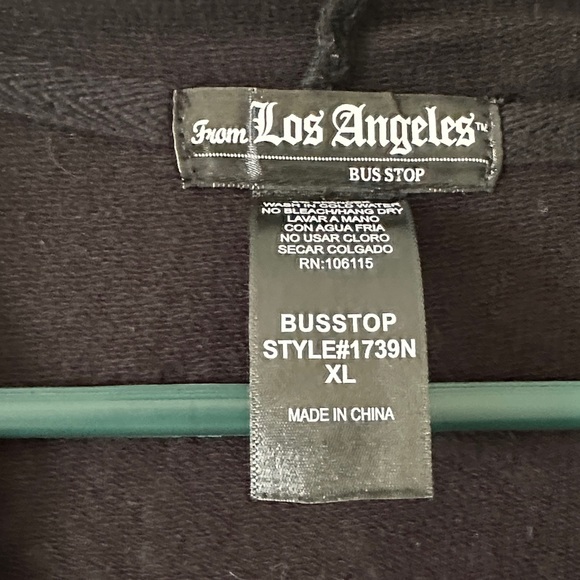 From Los Angeles™
BUS STOP
WASH IN COLD WATER
NO BLEACH/HANG DRY
LAVAR A MANO
CON AGUA FRIA
NO USAR CLORO
SECAR COLGADO
RN:106115
BUSSTOP
STYLE#1739N
XL
MADE IN CHINA